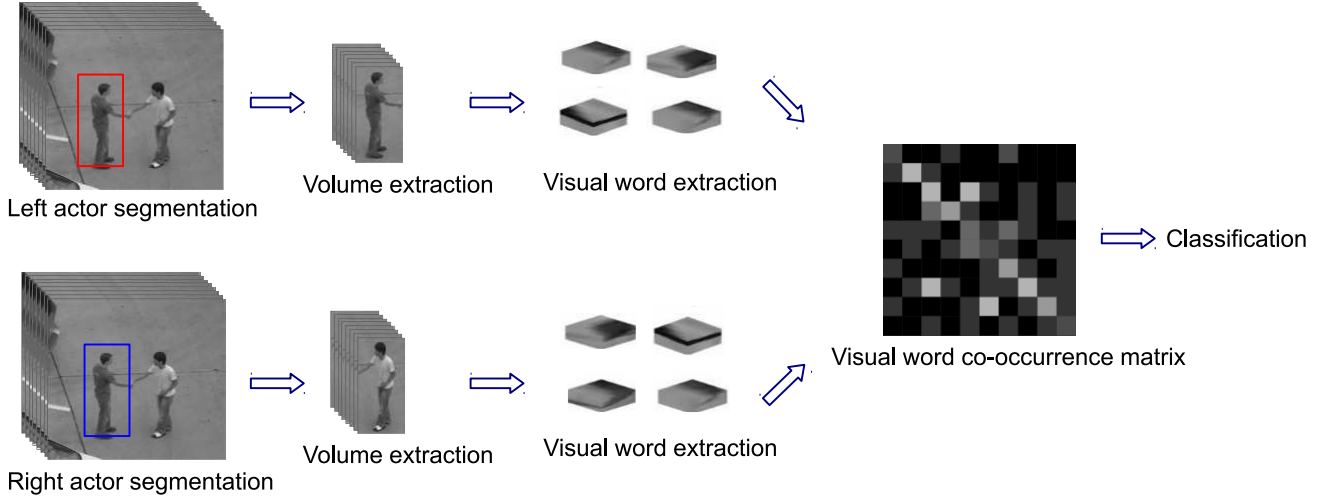 Left actor segmentation
Volume extraction
Visual word extraction
Visual word co-occurrence matrix
Classification
Right actor segmentation
Volume extraction
Visual word extraction